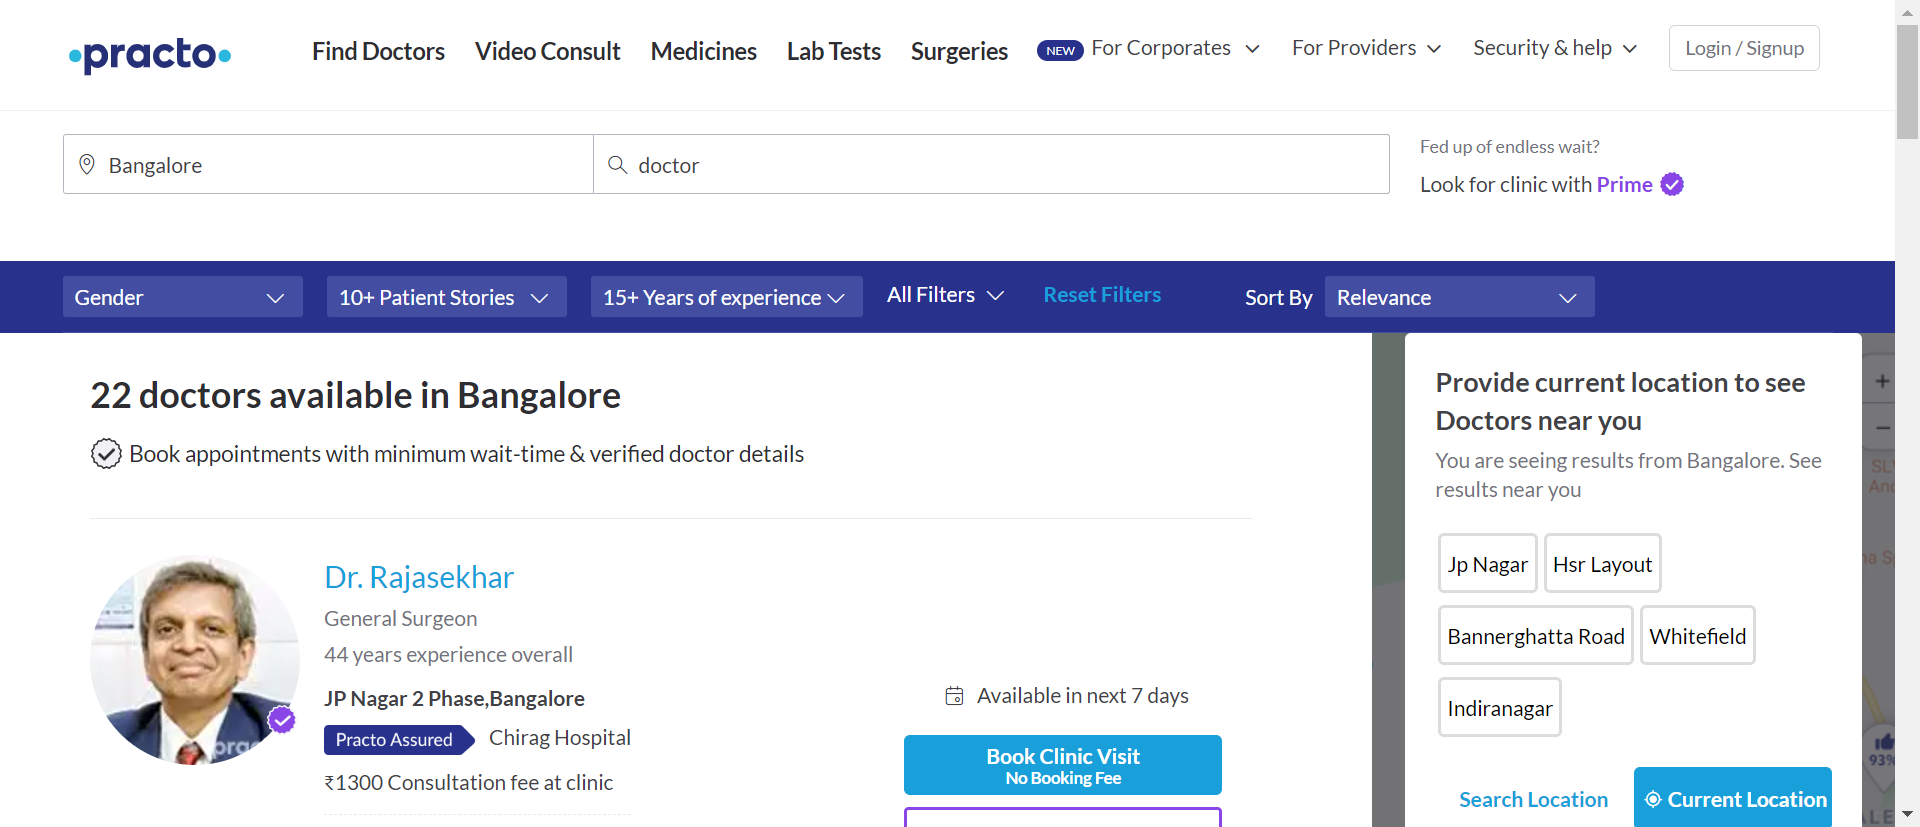 practo
Find Doctors
Video Consult
Medicines
Lab Tests
Surgeries
NEW
For Corporates
For Providers
Security & help
Login / Signup
Bangalore
doctor
Fed up of endless wait?
Look for clinic with Prime
Gender
10+ Patient Stories
15+ Years of experience
All Filters
Reset Filters
Sort By
Relevance
22 doctors available in Bangalore
Book appointments with minimum wait-time & verified doctor details
Dr. Rajasekhar
General Surgeon
44 years experience overall
JP Nagar 2 Phase,Bangalore
Practo Assured
Chirag Hospital
₹1300 Consultation fee at clinic
Available in next 7 days
Book Clinic Visit
No Booking Fee
Provide current location to see
Doctors near you
You are seeing results from Bangalore. See
results near you
Jp Nagar
Hsr Layout
Bannerghatta Road
Whitefield
Indiranagar
Search Location
Current Location
93%